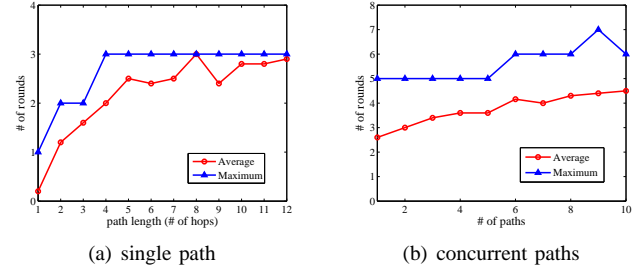 4
3
2
1
0
# of rounds
1 2 3 4 5 6 7 8 9 10 11 12
path length (# of hops)
Average
Maximum
(a) single path
8
7
6
5
4
3
2
1
0
# of rounds
2 4 6 8 10
# of paths
Average
Maximum
(b) concurrent paths